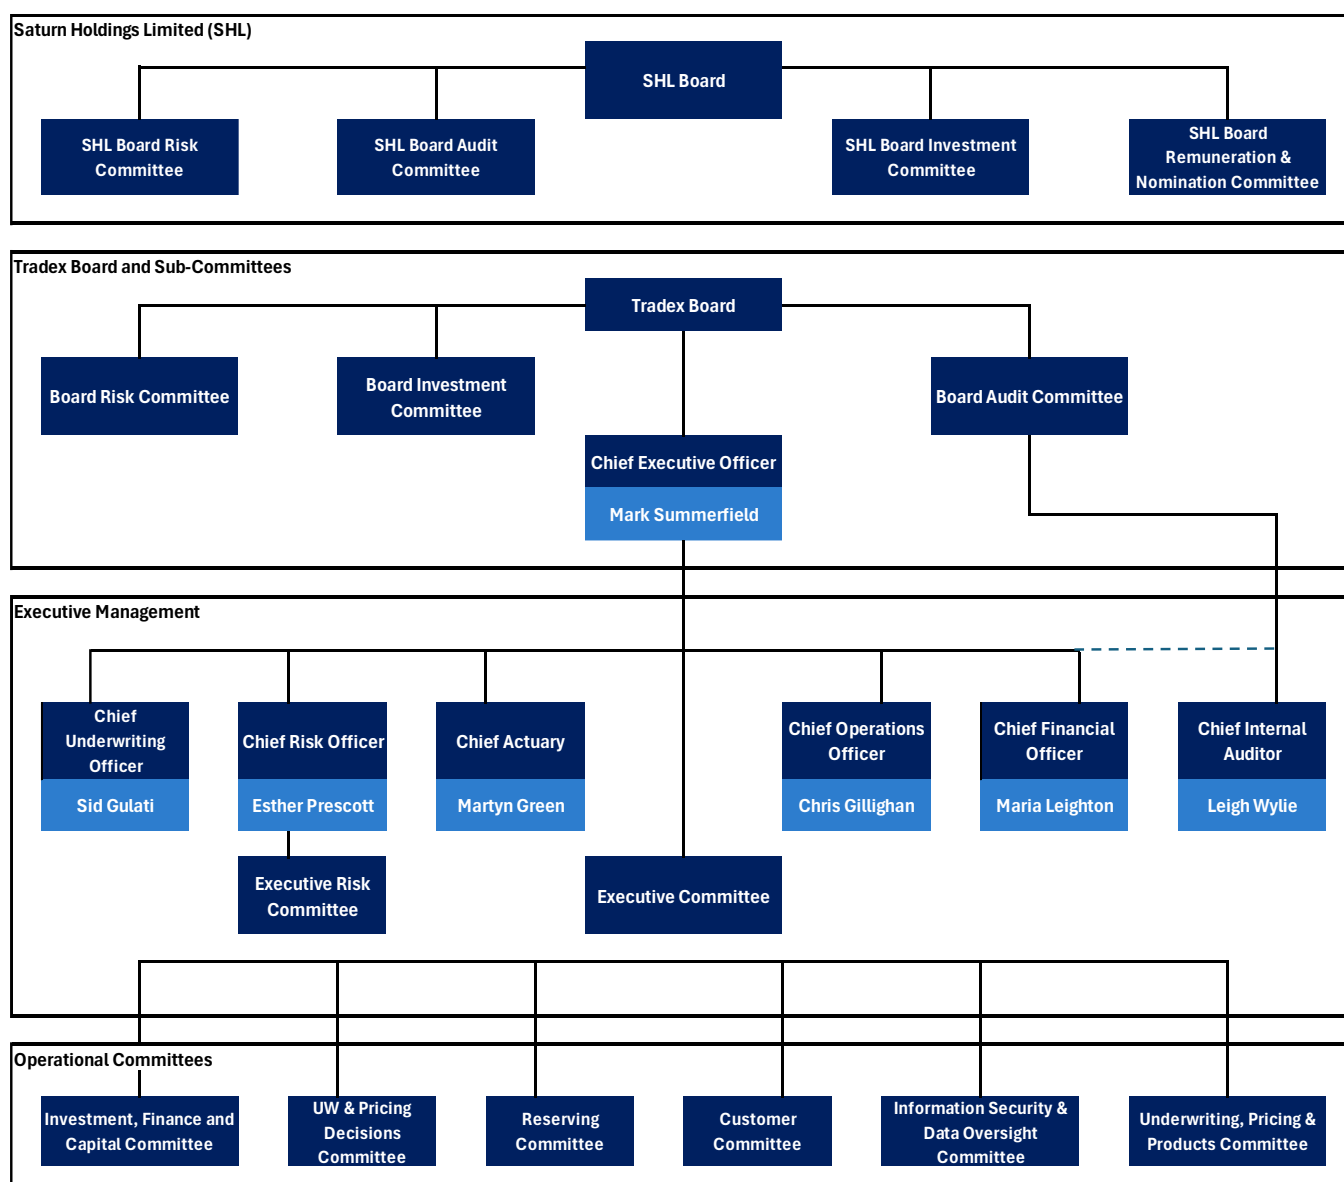 Saturn Holdings Limited (SHL)
SHL Board
SHL Board Risk
Committee
SHL Board Audit
Committee
SHL Board Investment
Committee
SHL Board
Remuneration &
Nomination Committee
Tradex Board and Sub-Committees
Tradex Board
Board Risk Committee
Board Investment
Committee
Board Audit Committee
Chief Executive Officer
Mark Summerfield
Executive Management
Chief
Underwriting
Officer
Sid Gulati
Chief Risk Officer
Esther Prescott
Chief Actuary
Martyn Green
Chief Operations
Officer
Chris Gillighan
Chief Financial
Officer
Maria Leighton
Chief Internal
Auditor
Leigh Wylie
Executive Risk
Committee
Executive Committee
Operational Committees
Investment, Finance and
Capital Committee
UW & Pricing
Decisions
Committee
Reserving
Committee
Customer
Committee
Information Security &
Data Oversight
Committee
Underwriting, Pricing &
Products Committee